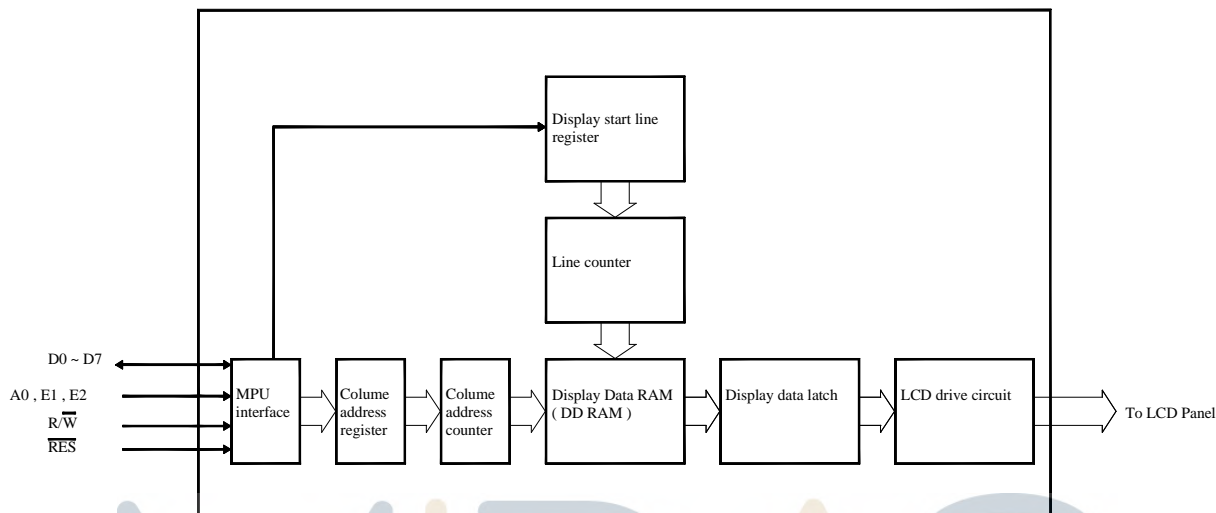 Display start line
register
Line counter
D0 ~ D7
A0 , E1 , E2
R/W̅
R̅E̅S̅
MPU
interface
Colume
address
register
Colume
address
counter
Display Data RAM
( DD RAM )
Display data latch
LCD drive circuit
To LCD Panel